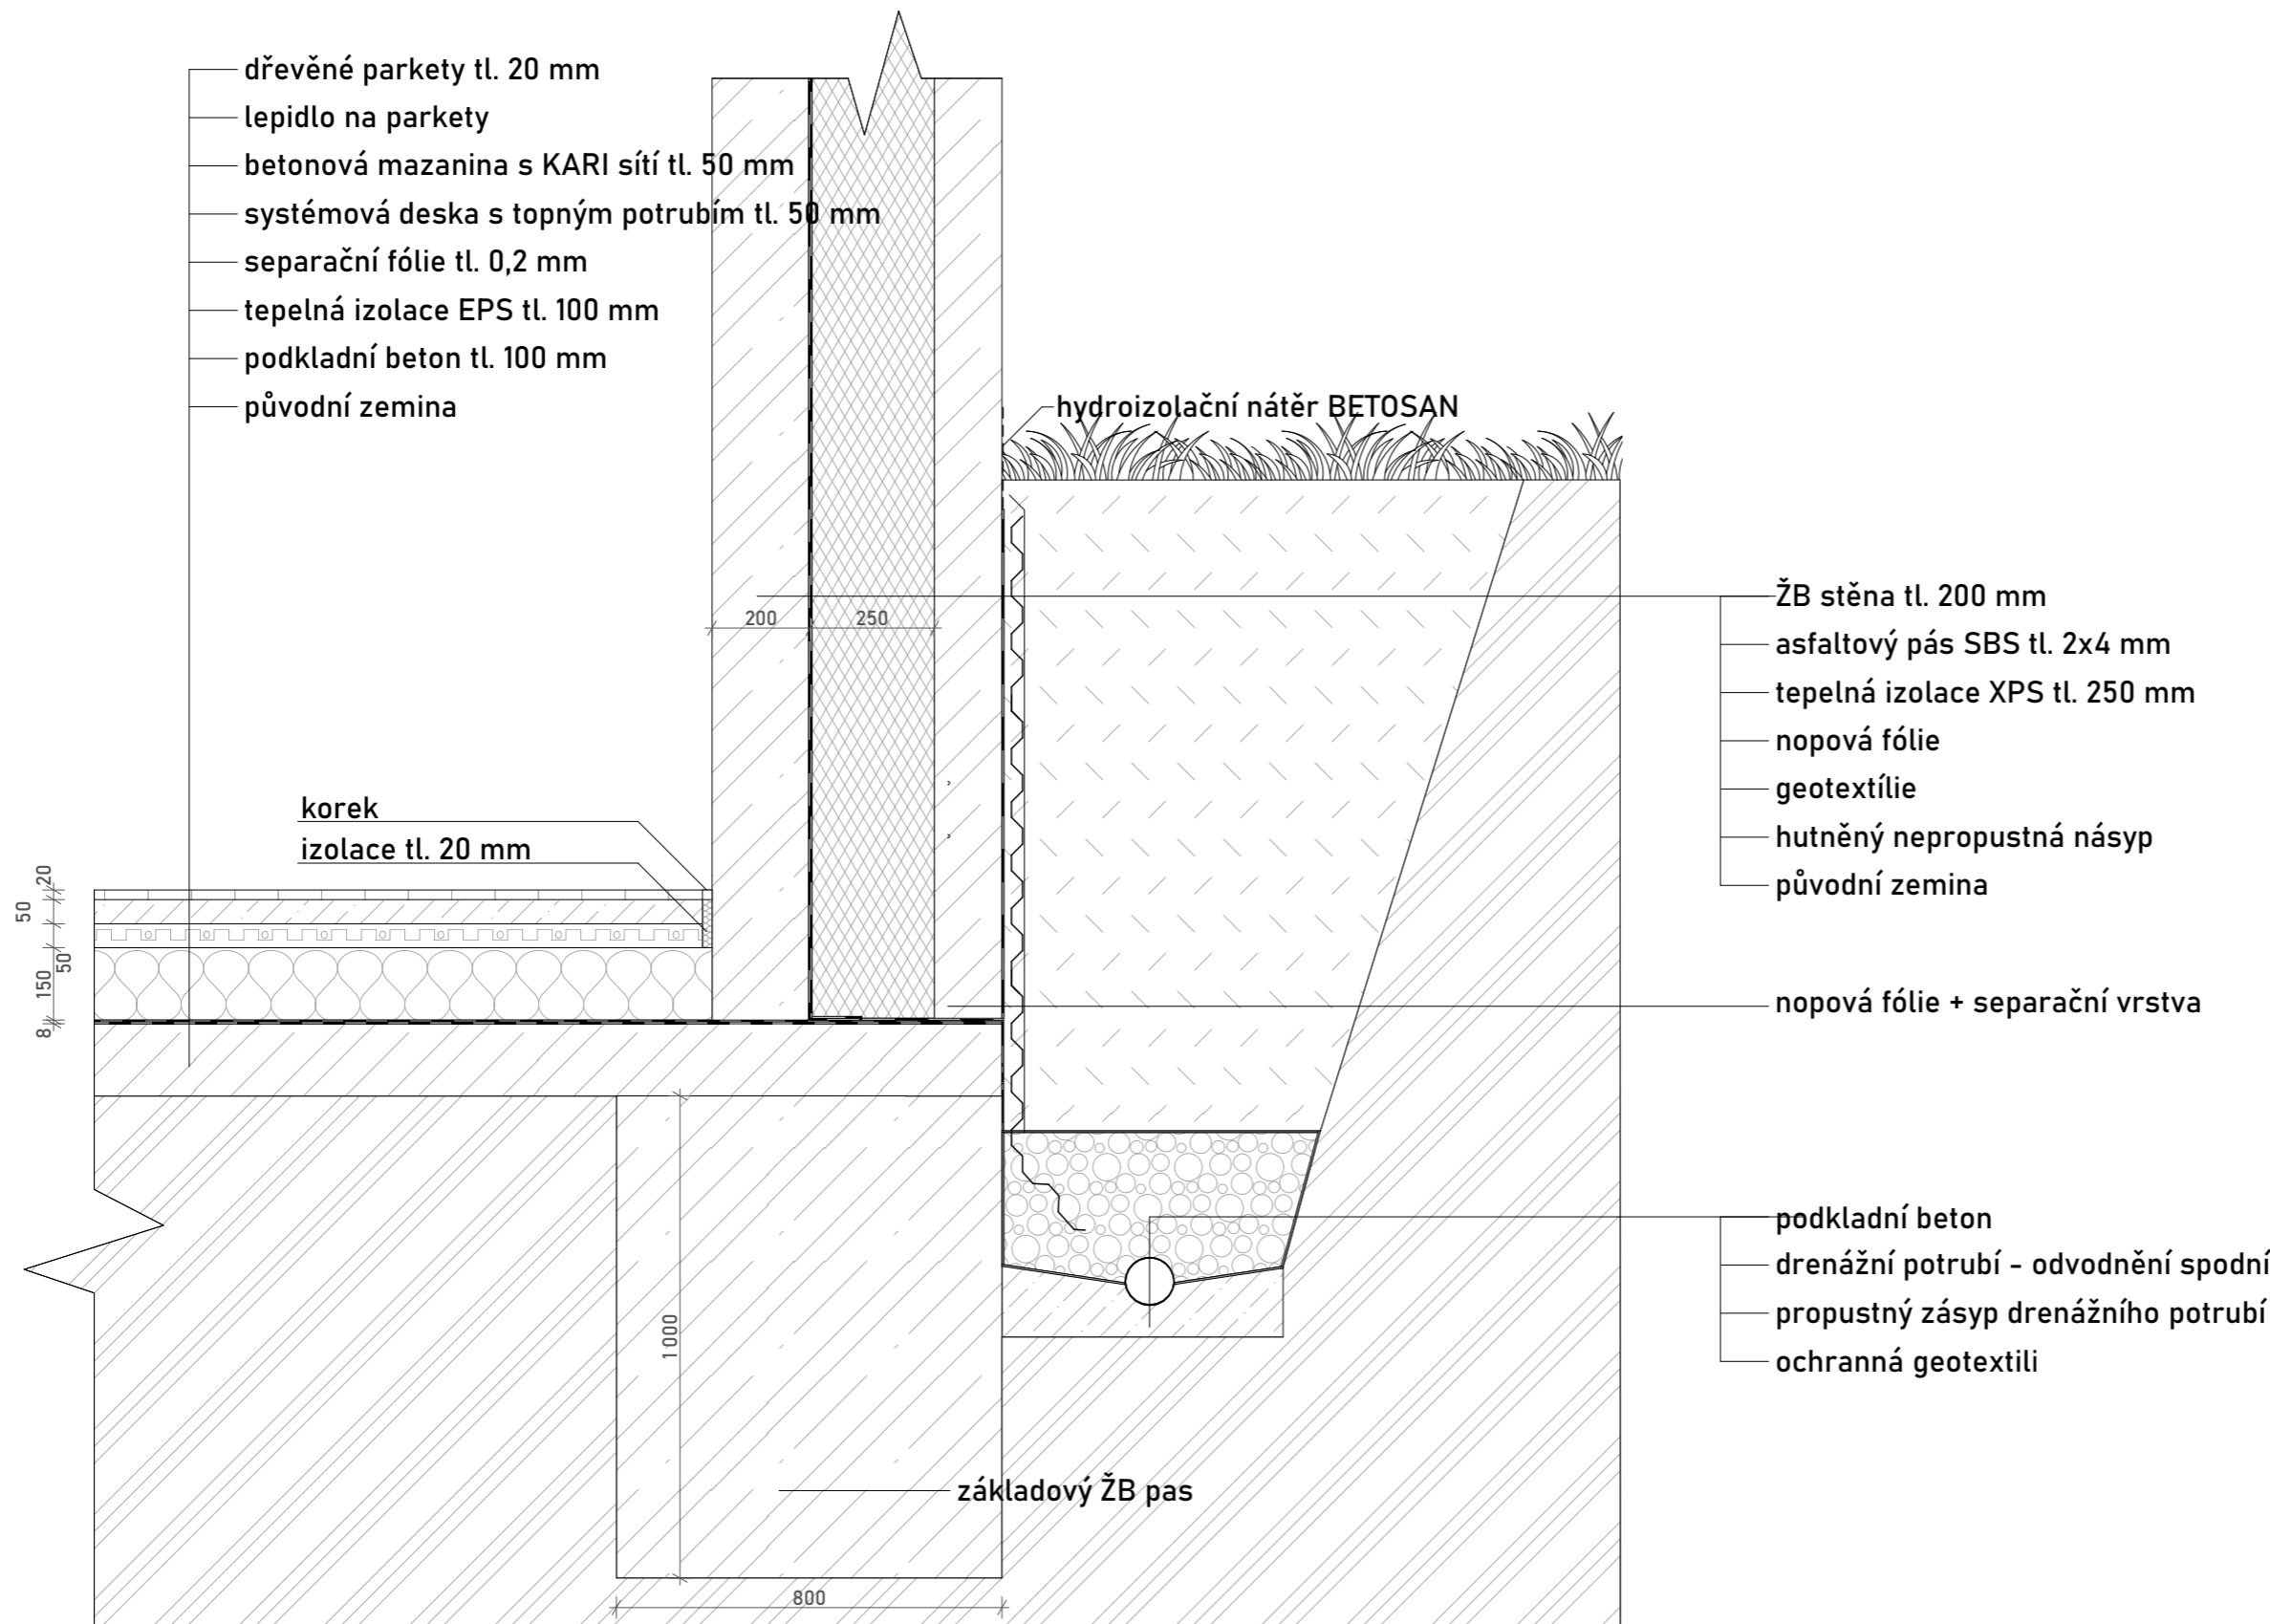 dřevěné parkety tl. 20 mm
lepidlo na parkety
betonová mazanina s KARI sítí tl. 50 mm
systémová deska s topným potrubím tl. 50 mm
separační fólie tl. 0,2 mm
tepelná izolace EPS tl. 100 mm
podkladní beton tl. 100 mm
původní zemina
hydroizolační nátěr BETOSAN
200
250
ŽB stěna tl. 200 mm
asfaltový pás SBS tl. 2x4 mm
tepelná izolace XPS tl. 250 mm
nopová fólie
geotextílie
hutněný nepropustná násyp
původní zemina
korek
izolace tl. 20 mm
20
50
50
150
8
nopová fólie + separační vrstva
podkladní beton
drenážní potrubí - odvodnění spodní
propustný zásyp drenážního potrubí
ochranná geotextili
1000
základový ŽB pas
800